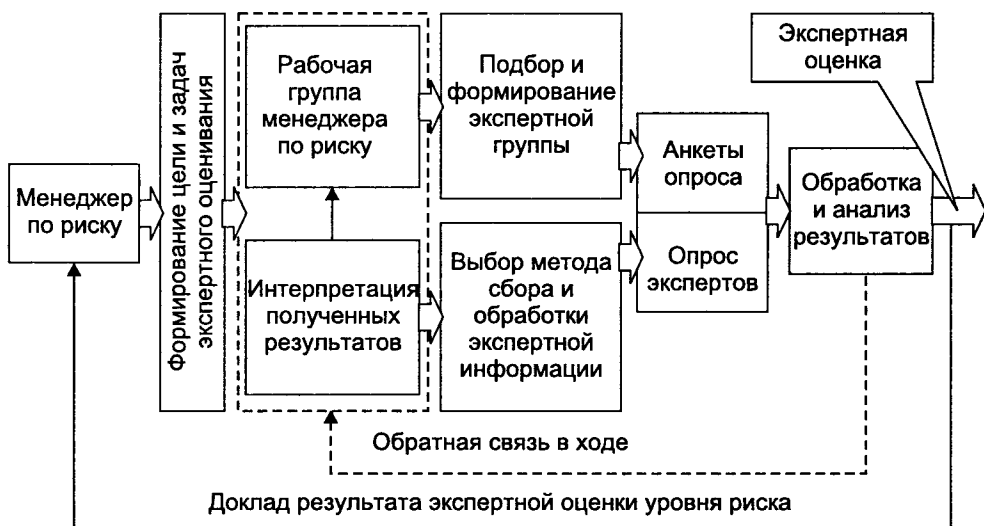 Экспертная
оценка
Менеджер
по риску
Формирование цели и задач
экспертного оценивания
Рабочая
группа
менеджера
по риску
Интерпретация
полученных
результатов
Подбор и
формирование
экспертной
группы
Выбор метода
сбора и
обработки
экспертной
информации
Анкеты
опроса
Опрос
экспертов
Обработка
и анализ
результатов
Обратная связь в ходе
Доклад результата экспертной оценки уровня риска